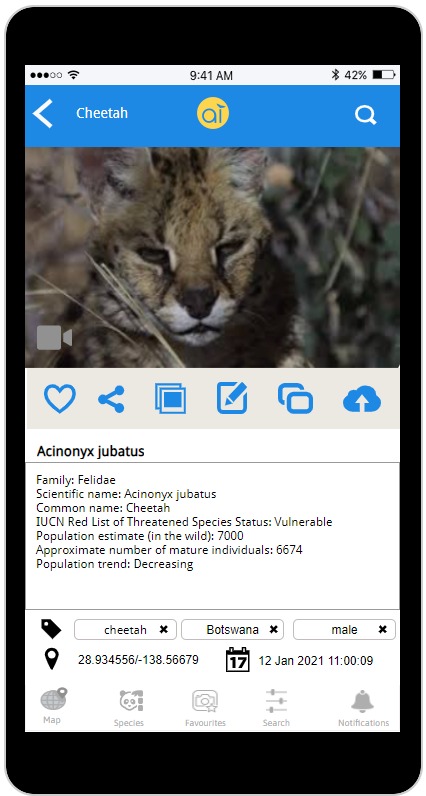 9:41 AM 42%
Cheetah
ai
Acinonyx jubatus
Family: Felidae
Scientific name: Acinonyx jubatus
Common name: Cheetah
IUCN Red List of Threatened Species Status: Vulnerable
Population estimate (in the wild): 7000
Approximate number of mature individuals: 6674
Population trend: Decreasing
cheetah ✖ Botswana ✖ male ✖
28.934556/-138.56679 17 12 Jan 2021 11:00:09
Map Species Favourites Search Notifications